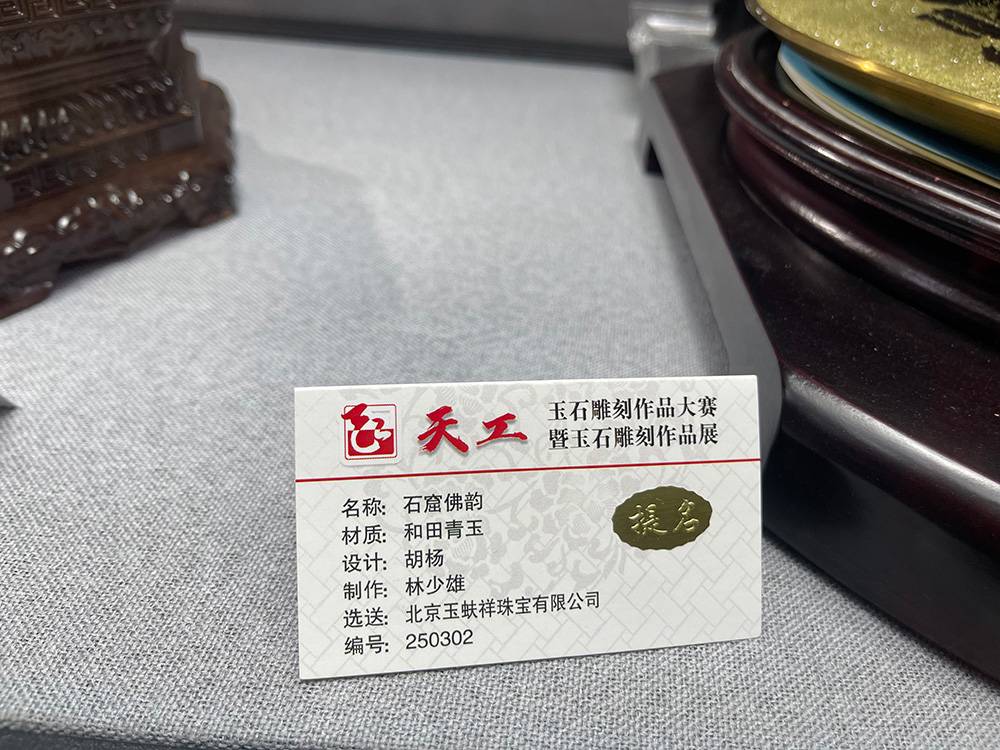 天工
玉石雕刻作品大赛
暨玉石雕刻作品展
名称: 石窟佛韵
提名
材质: 和田青玉
设计: 胡杨
制作: 林少雄
选送: 北京玉蚨祥珠宝有限公司
编号: 250302